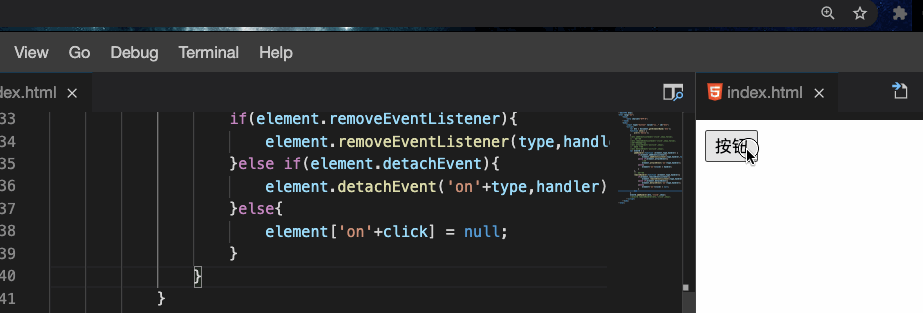 View Go Debug Terminal Help
dex.html × index.html ×
33 if(element.removeEventListener){
34 element.removeEventListener(type,handle
35 }else if(element.detachEvent){
36 element.detachEvent('on'+type,handler)
37 }else{
38 element['on'+click] = null;
39 }
40 }
41 }
按钮